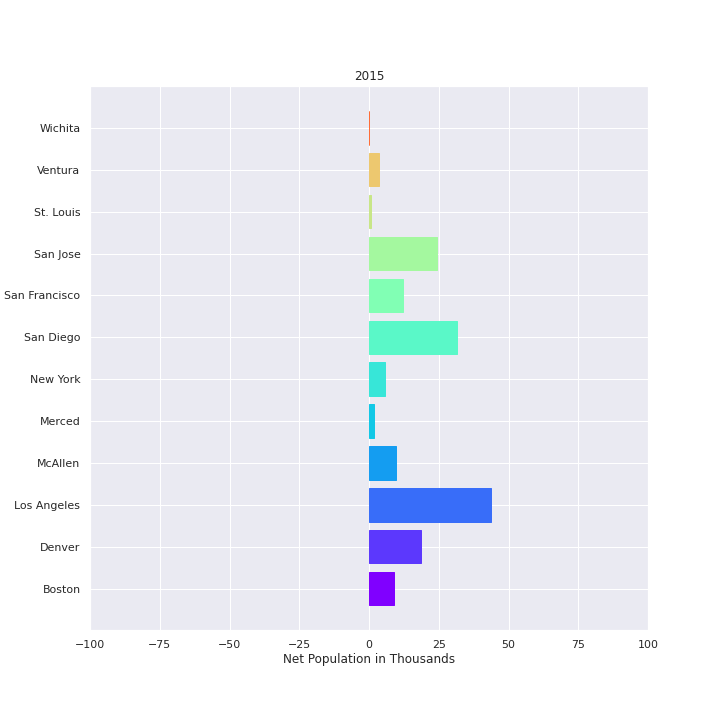 2015
Wichita
Ventura
St. Louis
San Jose
San Francisco
San Diego
New York
Merced
McAllen
Los Angeles
Denver
Boston
−100 −75 −50 −25 0 25 50 75 100
Net Population in Thousands